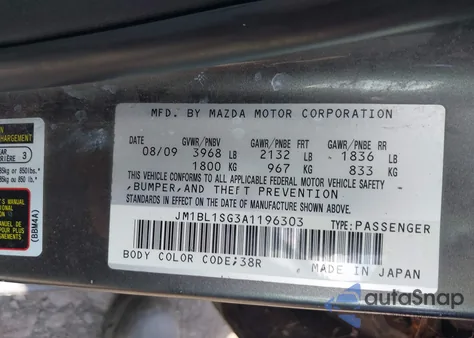 MFD. BY MAZDA MOTOR CORPORATION
GVWR/PNBV GAWR/PNBE FRT GAWR/PNBE RR
08/09 3968 LB 2132 LB 1836 LB
1800 KG 967 KG 833 KG
THIS VEHICLE CONFORMS TO ALL APPLICABLE FEDERAL MOTOR VEHICLE SAFETY,
BUMPER, AND THEFT PREVENTION
STANDARDS IN EFFECT ON THE DATE OF MANUFACTURE SHOWN ABOVE.
JM1BL1SG3A1196303 TYPE:PASSENGER
BODY COLOR CODE:38R MADE IN JAPAN
HARGEMENT
3
(BBM4A)
autoSnap